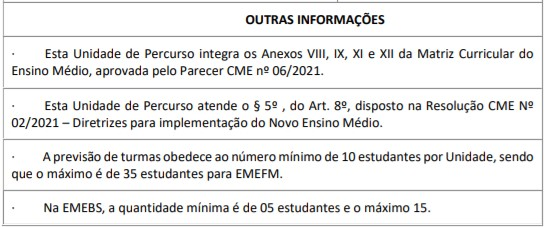 OUTRAS INFORMAÇÕES
· Esta Unidade de Percurso integra os Anexos VIII, IX, XI e XII da Matriz Curricular do
Ensino Médio, aprovada pelo Parecer CME nº 06/2021.
· Esta Unidade de Percurso atende o § 5º , do Art. 8º, disposto na Resolução CME Nº
02/2021 – Diretrizes para implementação do Novo Ensino Médio.
· A previsão de turmas obedece ao número mínimo de 10 estudantes por Unidade, sendo
que o máximo é de 35 estudantes para EMEFM.
· Na EMEBS, a quantidade mínima é de 05 estudantes e o máximo 15.